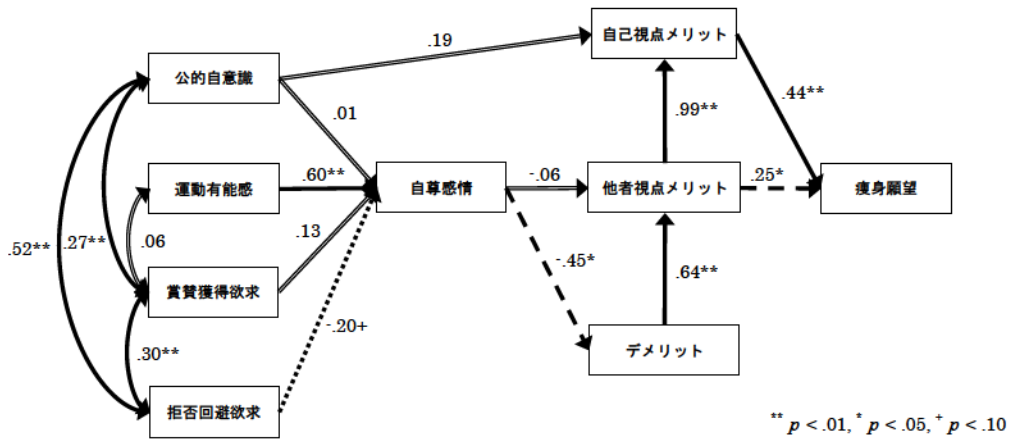 自己視点メリット
.19
公的自意識
.44**
.01
.99**
運動有能感
.60**
自尊感情
-.06
他者視点メリット
.25*
痩身願望
.52**
.27**
.06
.13
-.45*
.64**
賞賛獲得欲求
-.20+
.30**
デメリット
拒否回避欲求
** p < .01, * p < .05, + p < .10